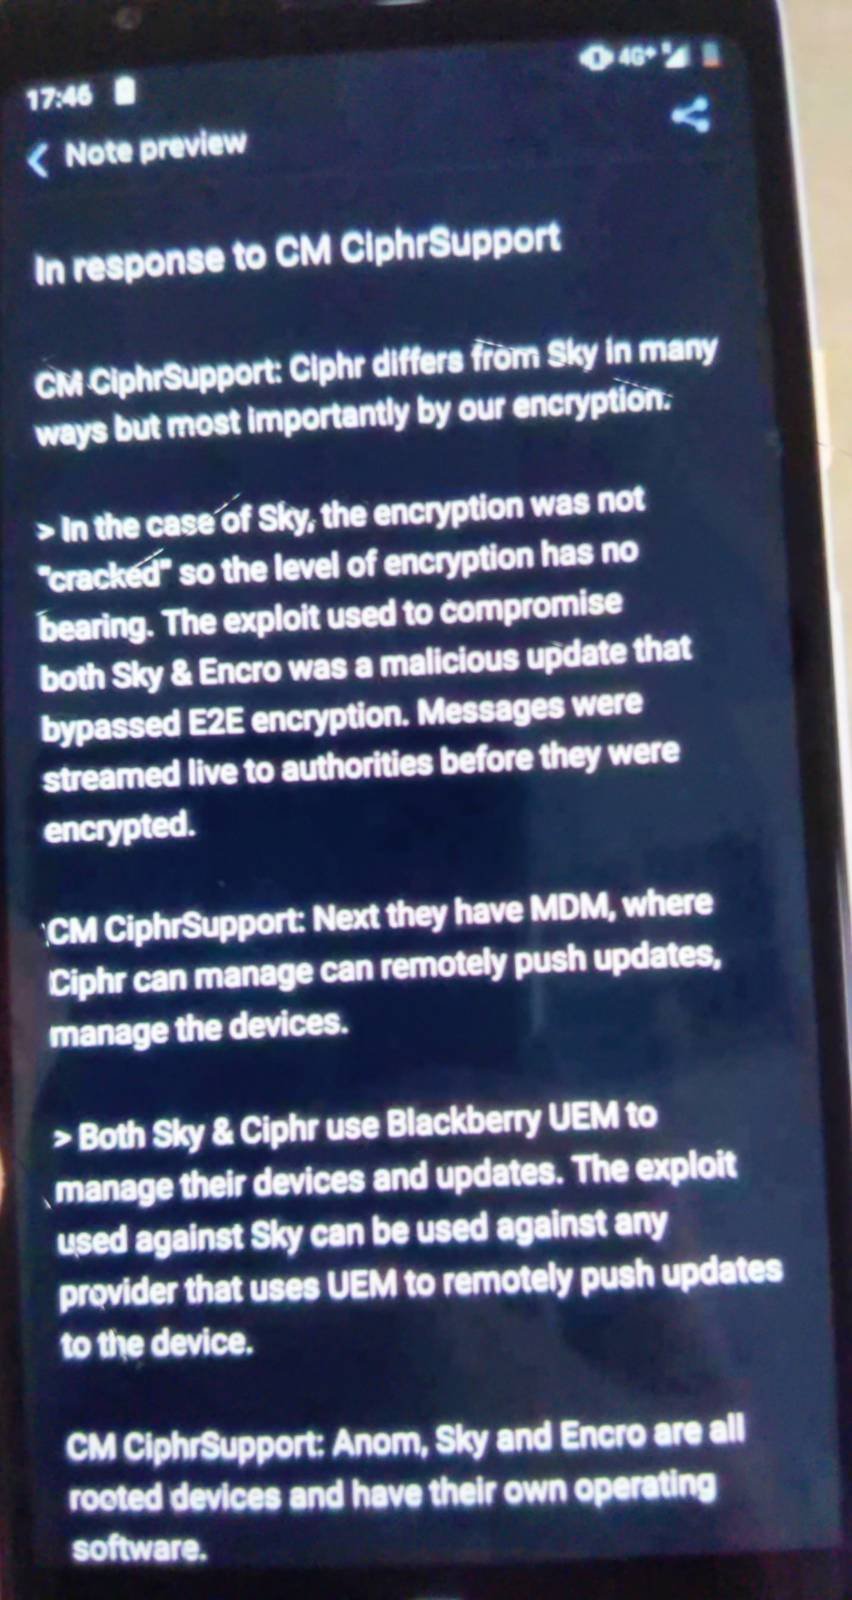 17:46
4G+
Note preview
In response to CM CiphrSupport
CM CiphrSupport: Ciphr differs from Sky in many
ways but most importantly by our encryption.
> In the case of Sky, the encryption was not
"cracked" so the level of encryption has no
bearing. The exploit used to compromise
both Sky & Encro was a malicious update that
bypassed E2E encryption. Messages were
streamed live to authorities before they were
encrypted.
CM CiphrSupport: Next they have MDM, where
Ciphr can manage can remotely push updates,
manage the devices.
> Both Sky & Ciphr use Blackberry UEM to
manage their devices and updates. The exploit
used against Sky can be used against any
provider that uses UEM to remotely push updates
to the device.
CM CiphrSupport: Anom, Sky and Encro are all
rooted devices and have their own operating
software.